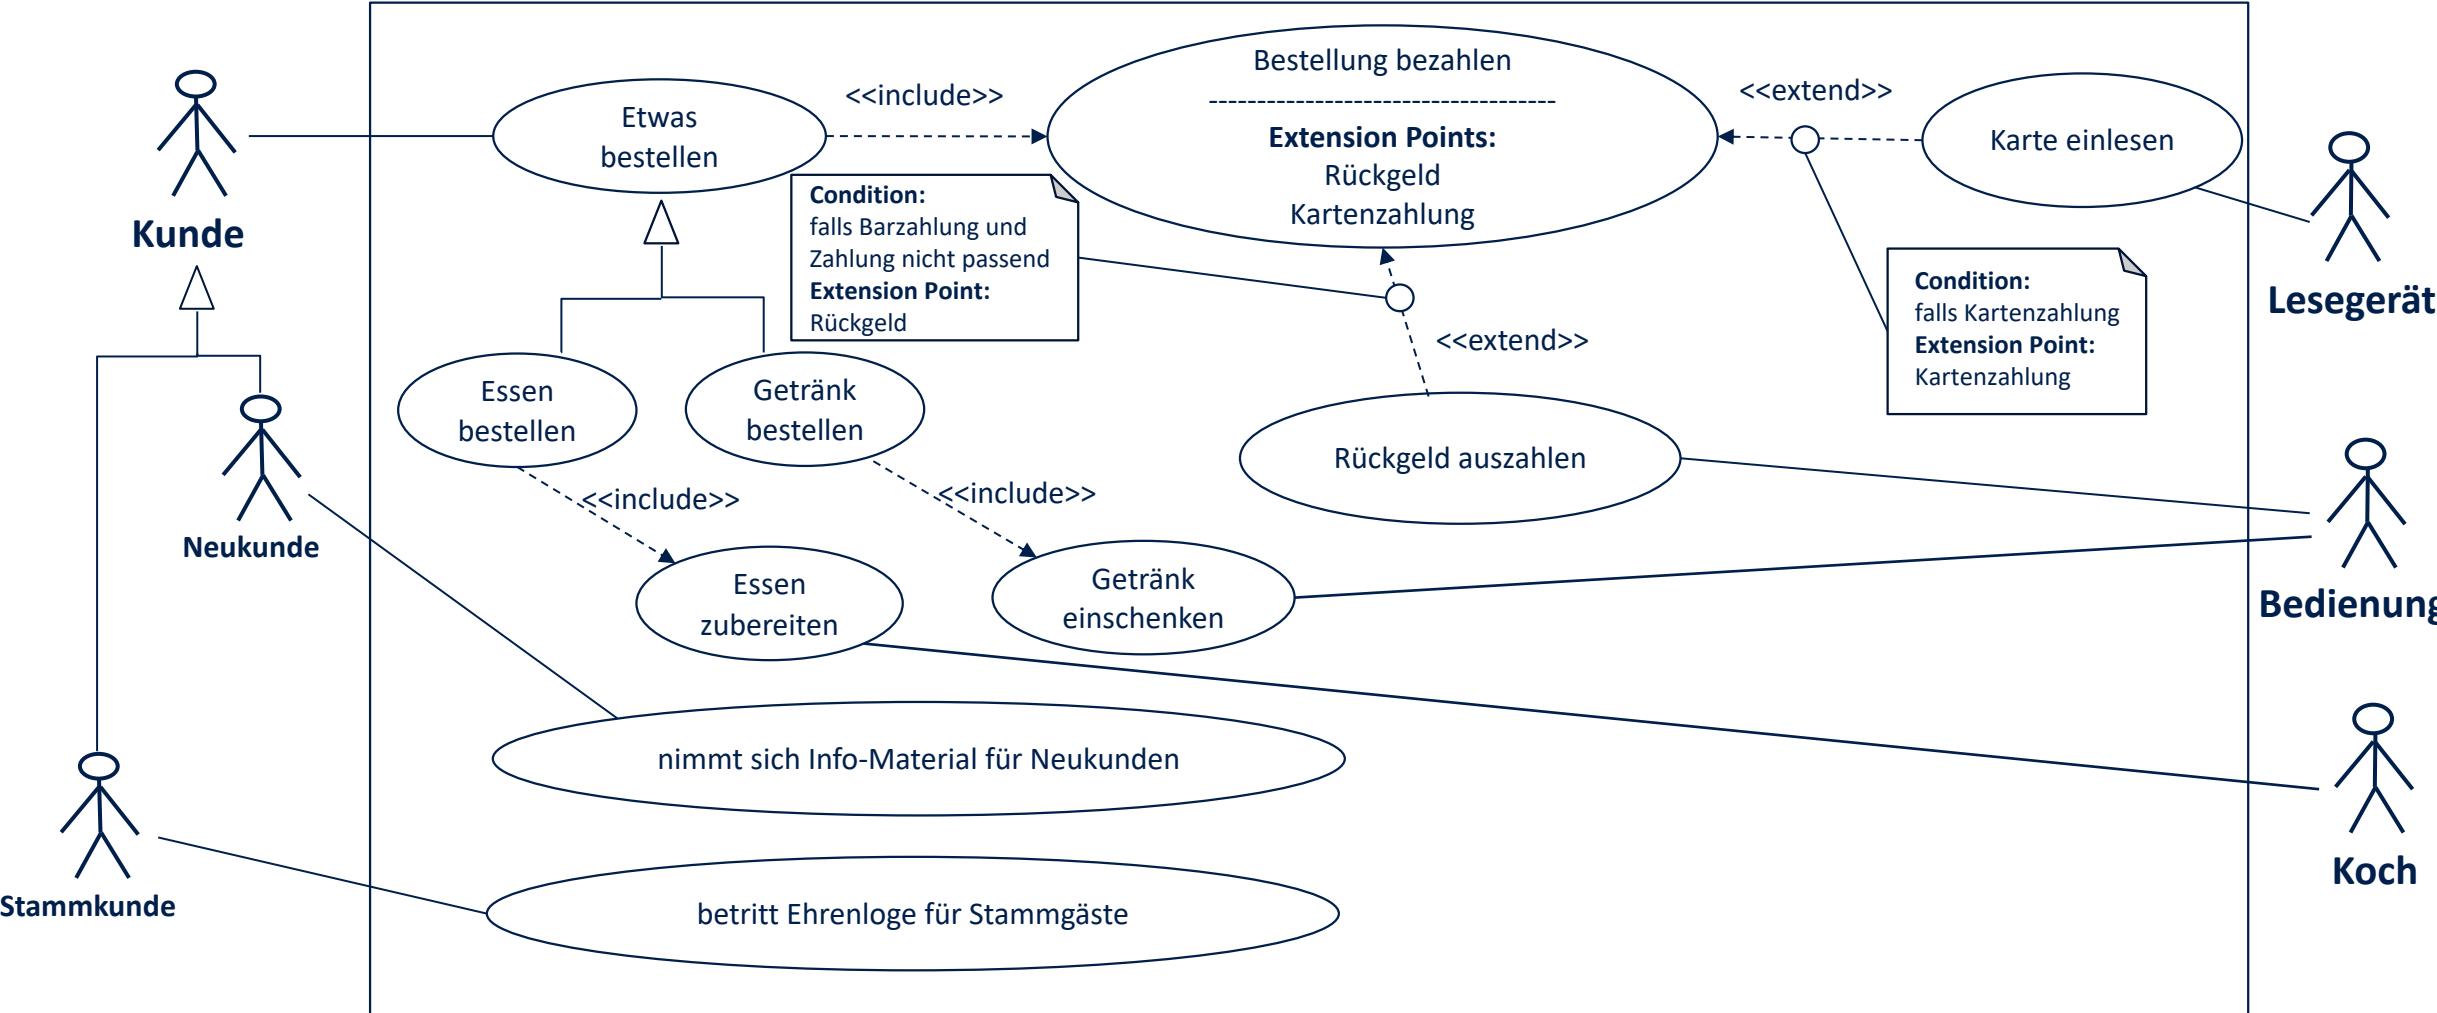 Bestellung bezahlen
------------------------------------
Extension Points:
Rückgeld
Kartenzahlung
<<include>>
<<extend>>
Etwas
bestellen
Karte einlesen
Kunde
Condition:
falls Barzahlung und
Zahlung nicht passend
Extension Point:
Rückgeld
Condition:
falls Kartenzahlung
Extension Point:
Kartenzahlung
Lesegerät
<<extend>>
Essen
bestellen
Getränk
bestellen
Rückgeld auszahlen
<<include>>
<<include>>
Neukunde
Essen
zubereiten
Getränk
einschenken
Bedienung
nimmt sich Info-Material für Neukunden
Koch
Stammkunde
betritt Ehrenloge für Stammgäste